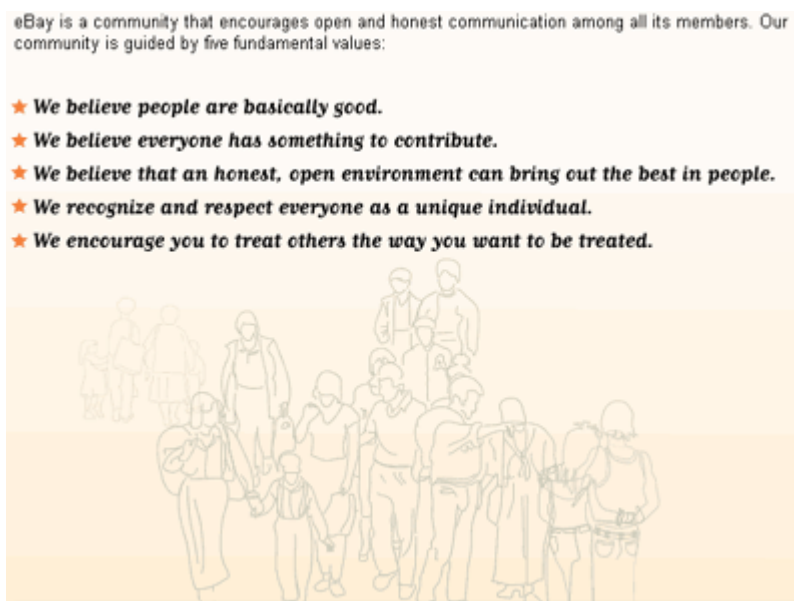 eBay is a community that encourages open and honest communication among all its members. Our
community is guided by five fundamental values:
We believe people are basically good.
We believe everyone has something to contribute.
We believe that an honest, open environment can bring out the best in people.
We recognize and respect everyone as a unique individual.
We encourage you to treat others the way you want to be treated.